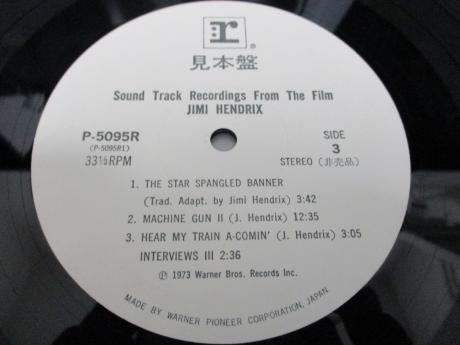 r
®
見本盤
Sound Track Recordings From The Film
JIMI HENDRIX
P-5095R
(P-5095R1)
33⅓RPM
SIDE
3
STEREO (非売品)
1. THE STAR SPANGLED BANNER
(Trad. Adapt. by Jimi Hendrix) 3:42
2. MACHINE GUN II (J. Hendrix) 12:35
3. HEAR MY TRAIN A-COMIN' (J. Hendrix) 3:05
INTERVIEWS III 2:36
℗ 1973 Warner Bros. Records Inc.
MADE BY WARNER PIONEER CORPORATION, JAPAN.